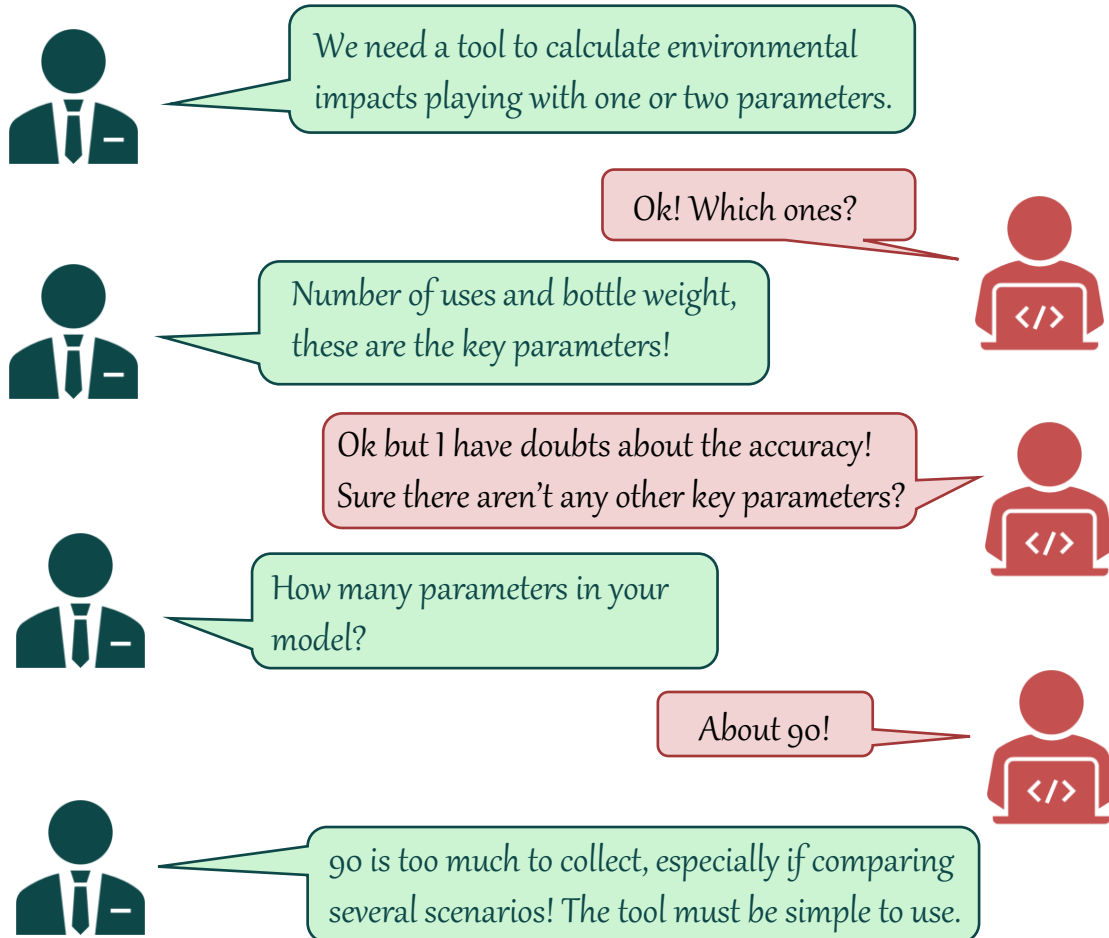 We need a tool to calculate environmental
impacts playing with one or two parameters.
Ok! Which ones?
Number of uses and bottle weight,
these are the key parameters!
</>
Ok but I have doubts about the accuracy!
Sure there aren't any other key parameters?
</>
How many parameters in your
model?
About 90!
</>
90 is too much to collect, especially if comparing
several scenarios! The tool must be simple to use.